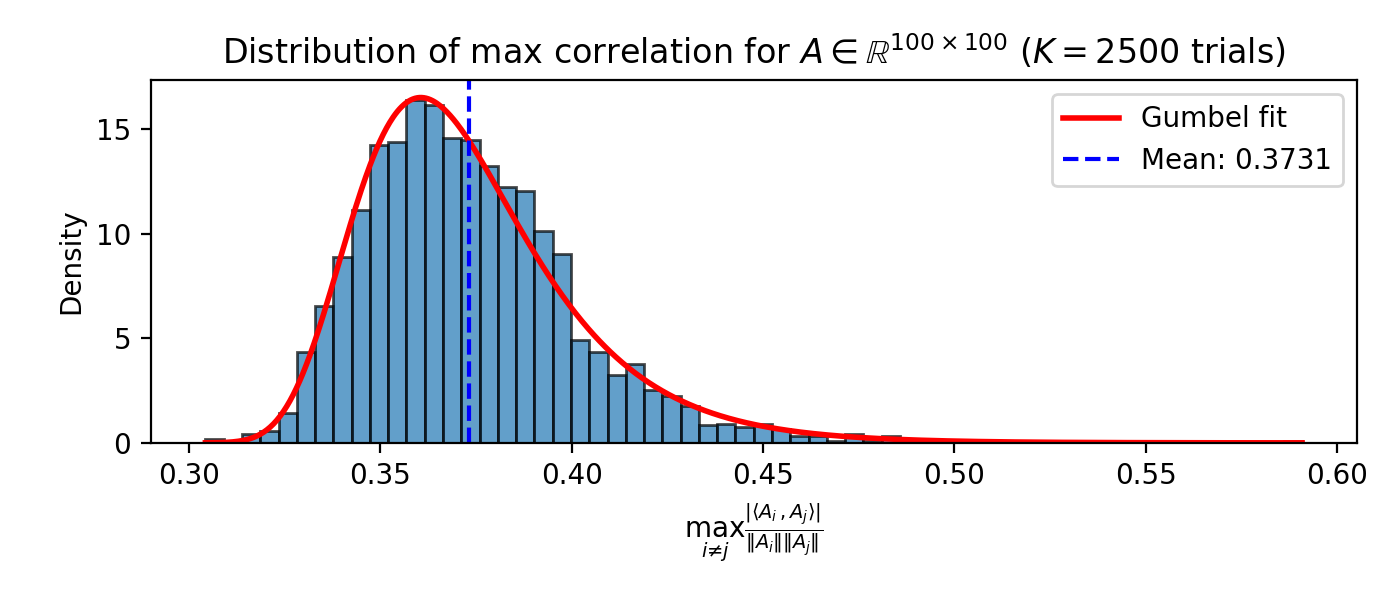 Distribution of max correlation for $A \in \mathbb{R}^{100 \times 100}$ ($K = 2500$ trials)
Gumbel fit
Mean: 0.3731
Density
15
10
5
0
0.30 0.35 0.40 0.45 0.50 0.55 0.60
$\max_{i \neq j} \frac{|\langle A_i, A_j \rangle|}{\|A_i\| \|A_j\|}$